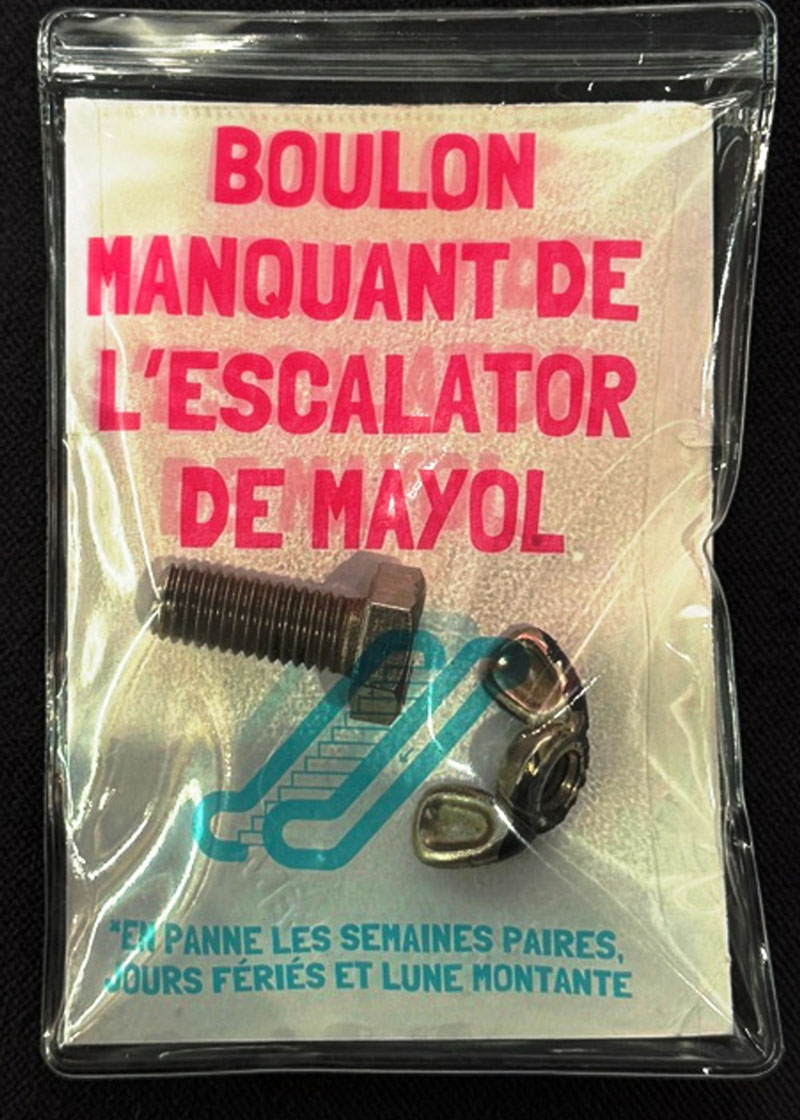 BOULON
MANQUANT DE
L'ESCALATOR
DE MAYOL
*EN PANNE LES SEMAINES PAIRES,
JOURS FÉRIÉS ET LUNE MONTANTE